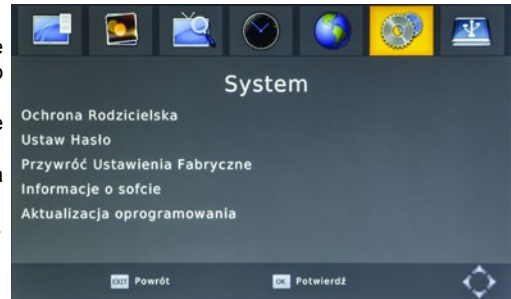 System
Ochrona Rodzicielska
Ustaw Hasło
Przywróć Ustawienia Fabryczne
Informacje o sofcie
Aktualizacja oprogramowania
EXIT Powrót
OK Potwierdź